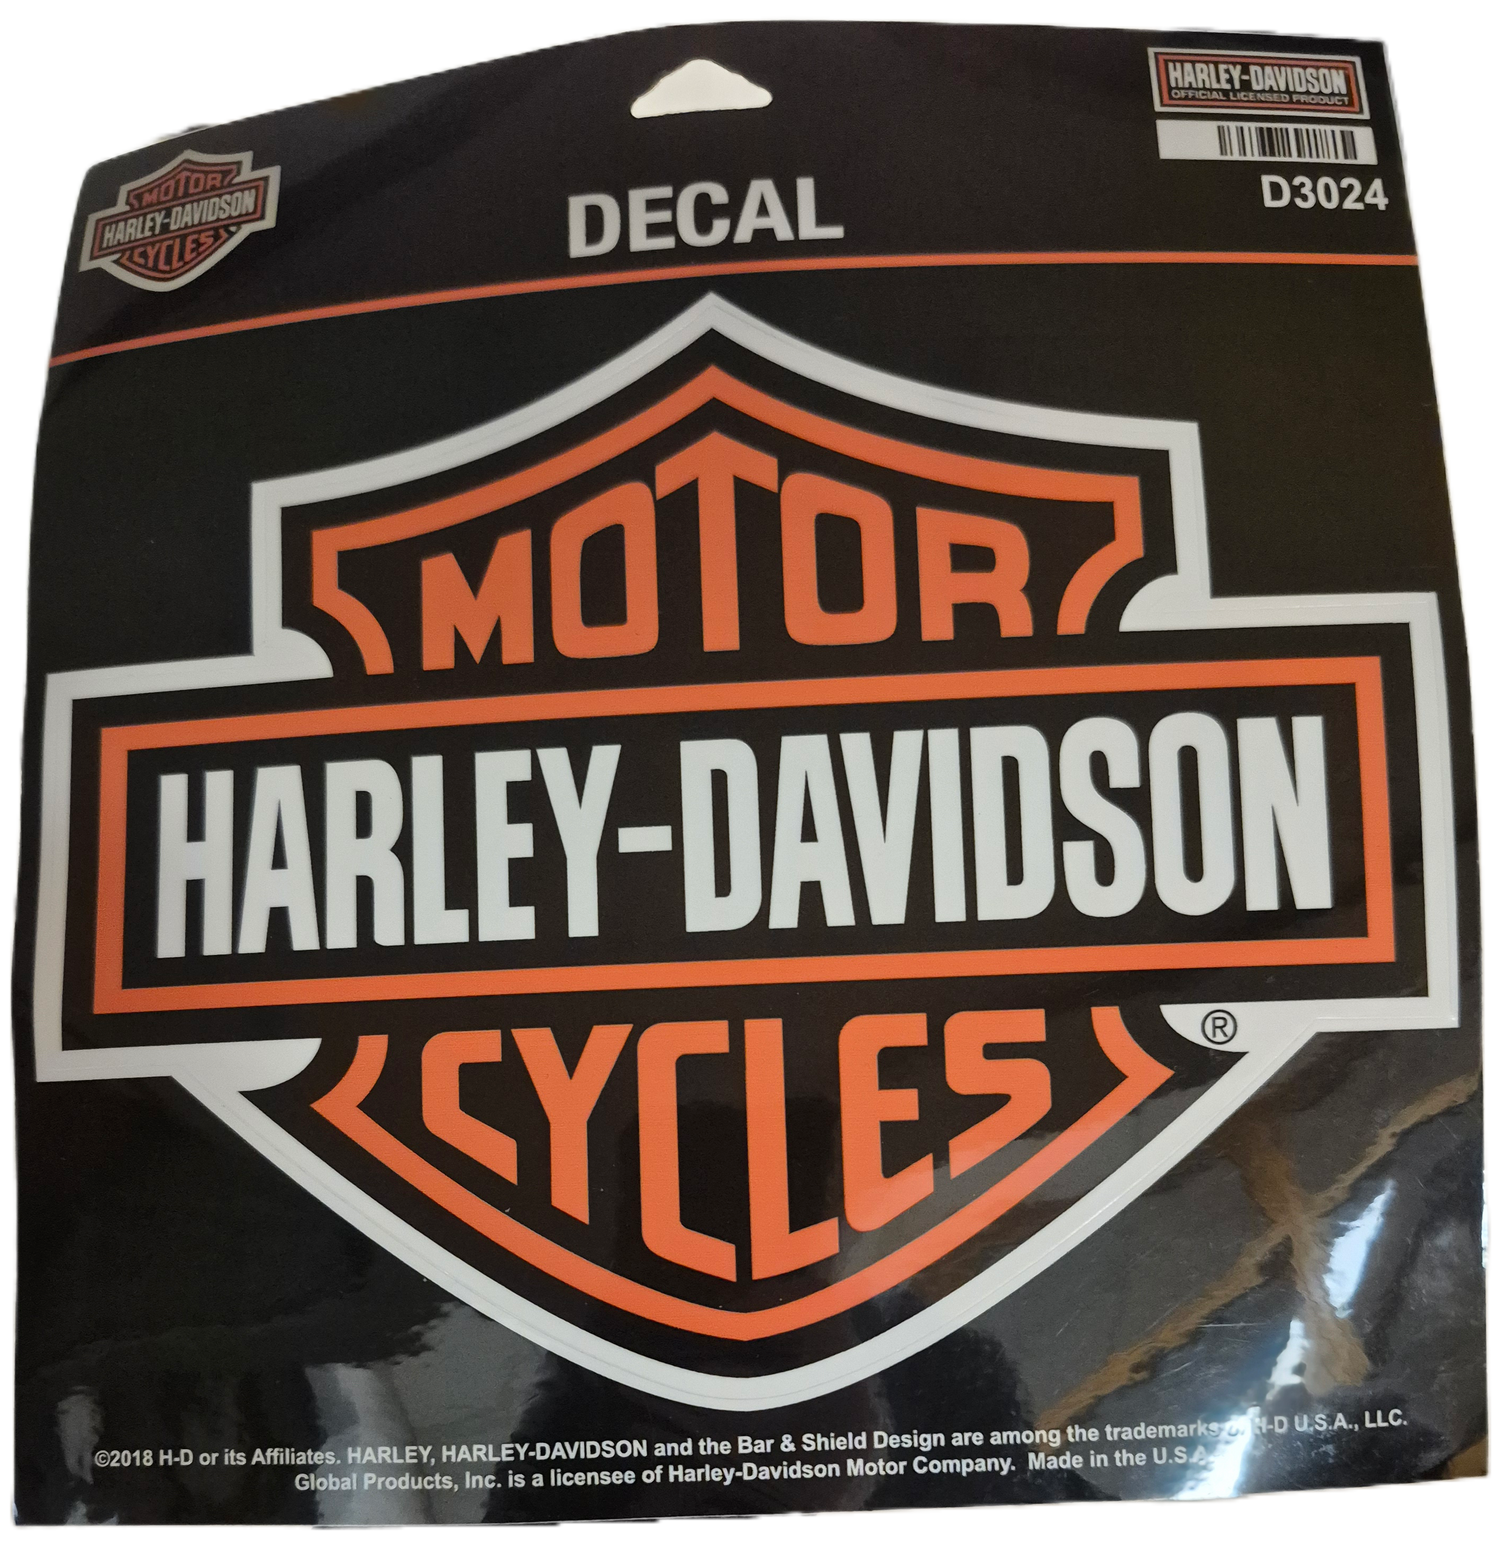 HARLEY-DAVIDSON
OFFICIAL LICENSED PRODUCT
MOTOR
HARLEY-DAVIDSON
CYCLES
DECAL
D3024
MOTOR
HARLEY-DAVIDSON
CYCLES
®
©2018 H-D or its Affiliates. HARLEY, HARLEY-DAVIDSON and the Bar & Shield Design are among the trademarks H-D U.S.A., LLC.
Global Products, Inc. is a licensee of Harley-Davidson Motor Company. Made in the U.S.A